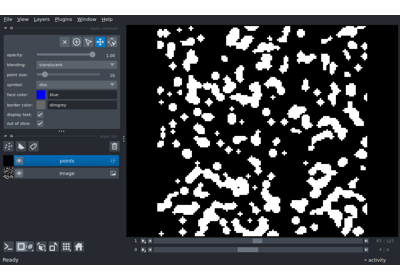 File View Layers Plugins Window Help
opacity: 1.00
blending: translucent
point size: 10
symbol: disc
face color: blue
border color: dimgrey
display text: ✓
out of slice: ✓
points
Image
1
0
Ready
activity